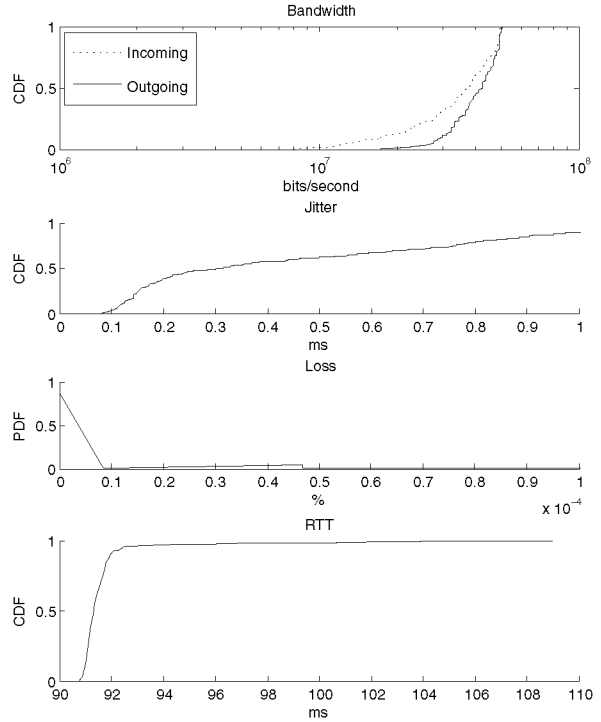 Bandwidth
1
0.5
0
CDF
Incoming
Outgoing
10^6
10^7
10^8
bits/second
Jitter
1
0.5
0
CDF
0 0.1 0.2 0.3 0.4 0.5 0.6 0.7 0.8 0.9 1
ms
Loss
1
0.5
0
PDF
0 0.1 0.2 0.3 0.4 0.5 0.6 0.7 0.8 0.9 1
%
x 10^-4
RTT
1
0.5
0
CDF
90 92 94 96 98 100 102 104 106 108 110
ms